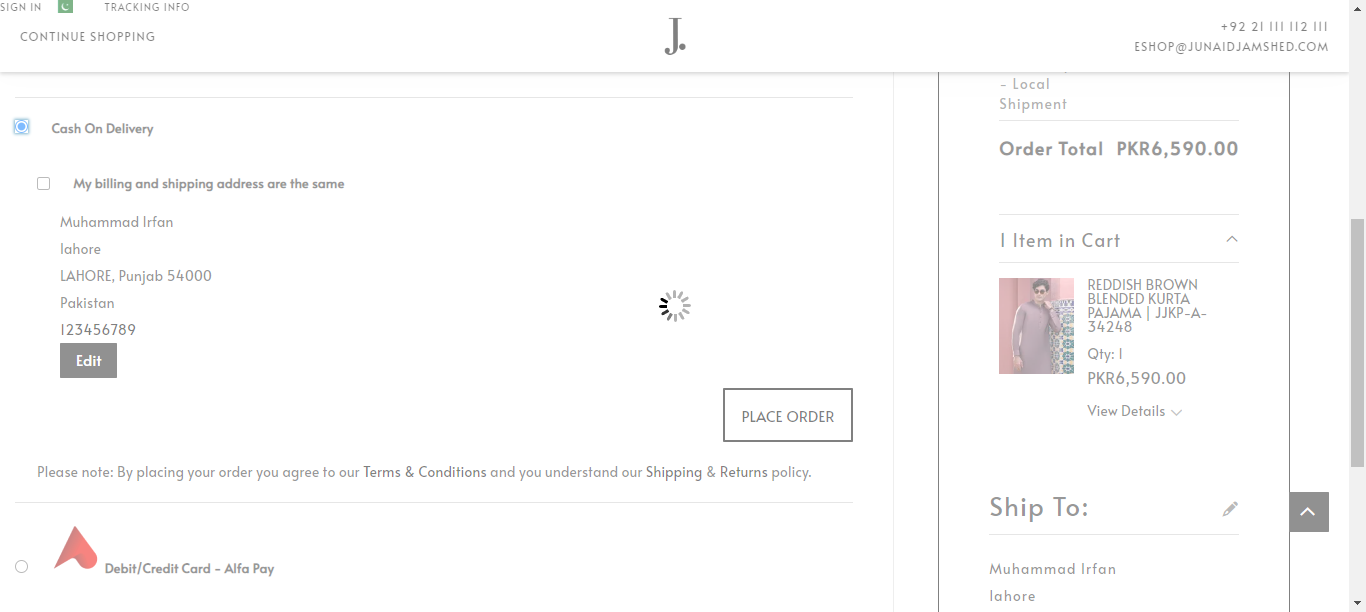 SIGN IN
TRACKING INFO
CONTINUE SHOPPING
J.
+92 21 111 112 111
ESHOP@JUNAIDJAMSHED.COM
Cash On Delivery
My billing and shipping address are the same
Muhammad Irfan
lahore
LAHORE, Punjab 54000
Pakistan
123456789
Edit
PLACE ORDER
Please note: By placing your order you agree to our Terms & Conditions and you understand our Shipping & Returns policy.
Debit/Credit Card - Alfa Pay
- Local
Shipment
Order Total PKR6,590.00
1 Item in Cart
REDDISH BROWN
BLENDED KURTA
PAJAMA | JJKP-A-
34248
Qty: 1
PKR6,590.00
View Details
Ship To:
Muhammad Irfan
lahore